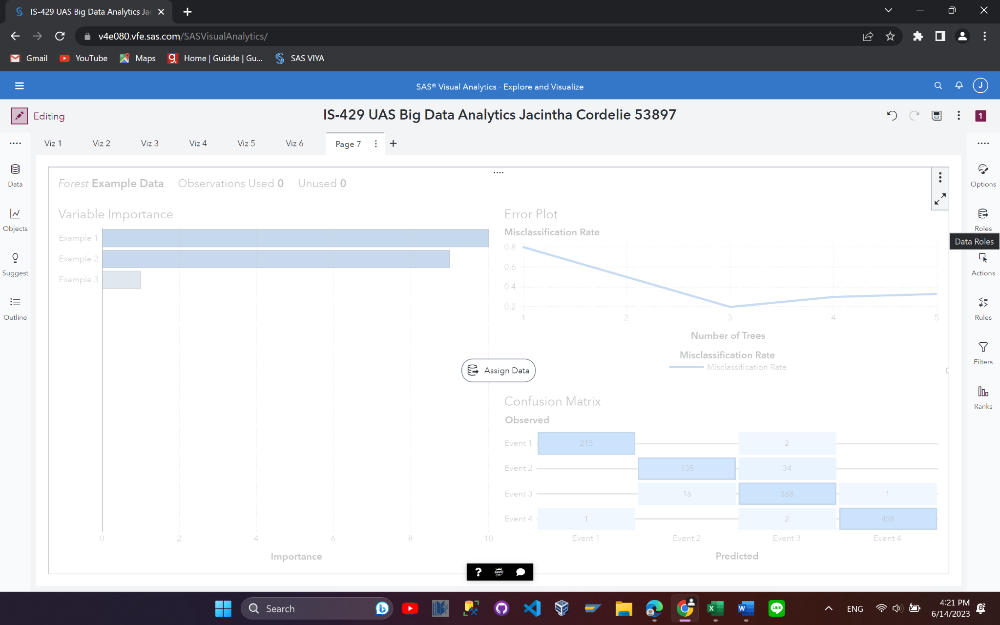 IS-429 UAS Big Data Analytics Jac
v4e080.vfe.sas.com/SASVisualAnalytics/
Gmail YouTube Maps Home | Guidde | Gu... SAS VIYA
SAS® Visual Analytics - Explore and Visualize
J
Editing
IS-429 UAS Big Data Analytics Jacintha Cordelie 53897
1
Viz 1 Viz 2 Viz 3 Viz 4 Viz 5 Viz 6 Page 7
Data
Objects
Suggest
Outline
Forest Example Data Observations Used 0 Unused 0
Variable Importance
Example 1
Example 2
Example 3
0 2 4 6 8 10
Importance
Error Plot
Misclassification Rate
0.8
0.6
0.4
0.2
1 2 3 4 5
Number of Trees
Misclassification Rate
Misclassification Rate
Assign Data
Confusion Matrix
Observed
Event 1 215 2
Event 2 135 34
Event 3 16 368 1
Event 4 1 2 458
Event 1 Event 2 Event 3 Event 4
Predicted
Options
Roles
Data Roles
Actions
Rules
Filters
Ranks
Search
ENG
4:21 PM
6/14/2023